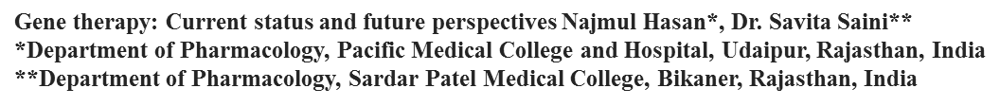 Gene therapy: Current status and future perspectives Najmul Hasan*, Dr. Savita Saini**
*Department of Pharmacology, Pacific Medical College and Hospital, Udaipur, Rajasthan, India
**Department of Pharmacology, Sardar Patel Medical College, Bikaner, Rajasthan, India